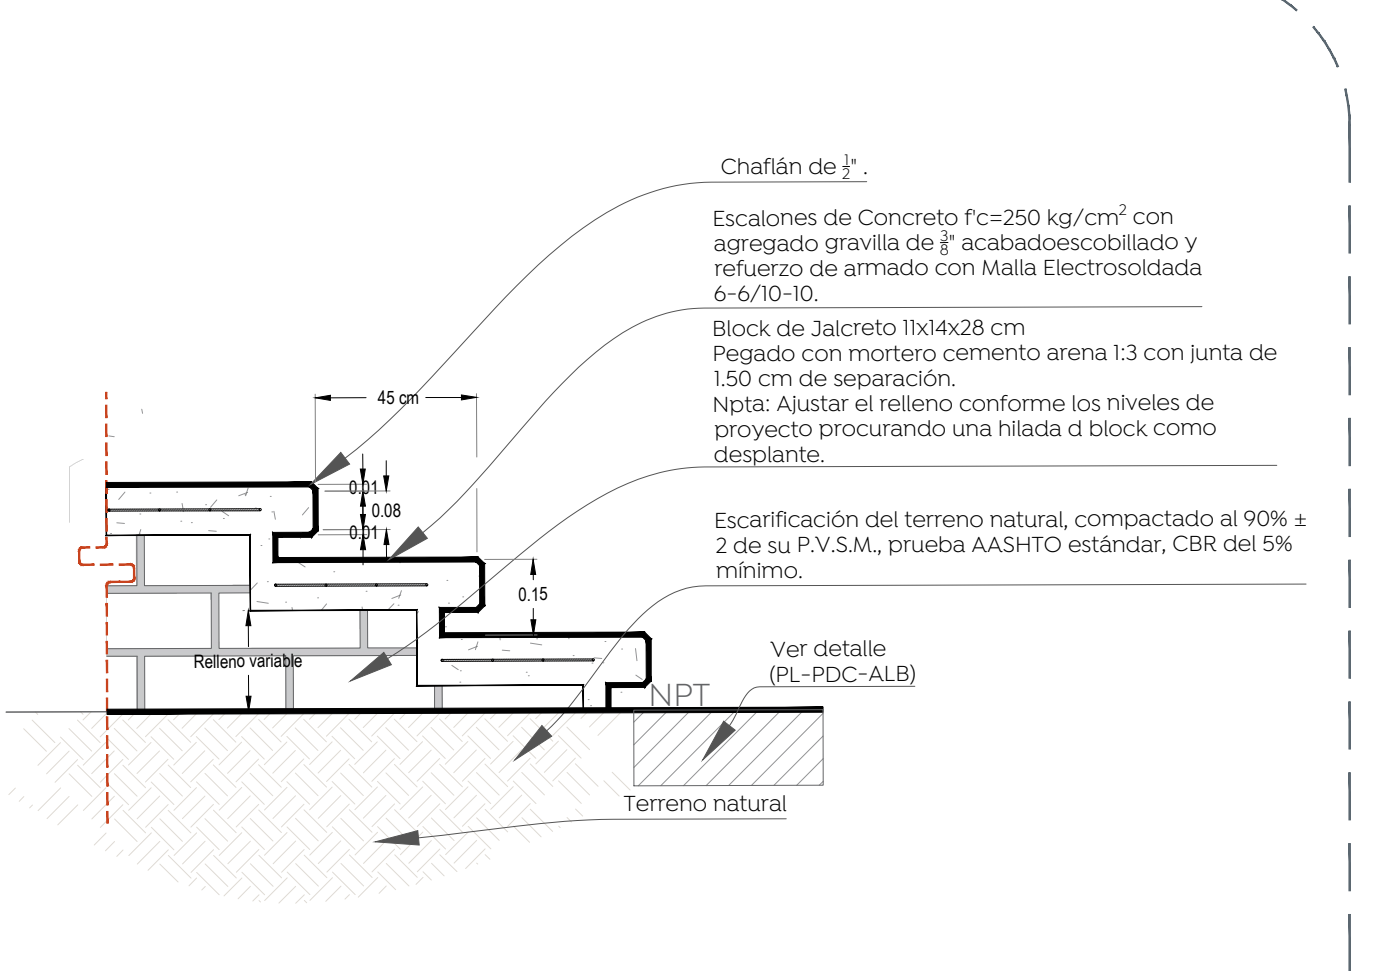 Chaflán de 1/2" .
Escalones de Concreto f'c=250 kg/cm² con
agregado gravilla de 3/8" acabadoescobillado y
refuerzo de armado con Malla Electrosoldada
6-6/10-10.
Block de Jalcreto 11x14x28 cm
Pegado con mortero cemento arena 1:3 con junta de
1.50 cm de separación.
Npta: Ajustar el relleno conforme los niveles de
proyecto procurando una hilada d block como
desplante.
45 cm
0.01
0.08
0.01
Escarificación del terreno natural, compactado al 90% ±
2 de su P.V.S.M., prueba AASHTO estándar, CBR del 5%
mínimo.
0.15
Relleno variable
Ver detalle
(PL-PDC-ALB)
NPT
Terreno natural